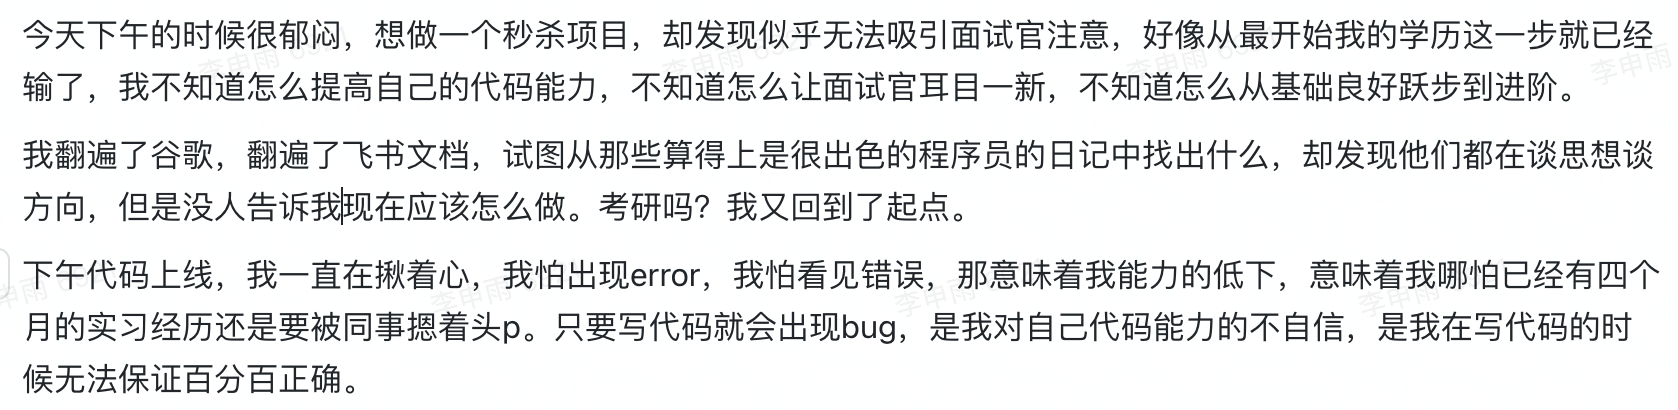 今天下午的时候很郁闷，想做一个秒杀项目，却发现似乎无法吸引面试官注意，好像从最开始我的学历这一步就已经
输了，我不知道怎么提高自己的代码能力，不知道怎么让面试官耳目一新，不知道怎么从基础良好跃步到进阶。
我翻遍了谷歌，翻遍了飞书文档，试图从那些算得上是很出色的程序员的日记中找出什么，却发现他们都在谈思想谈
方向，但是没人告诉我现在应该怎么做。考研吗？我又回到了起点。
下午代码上线，我一直在揪着心，我怕出现error，我怕看见错误，那意味着我能力的低下，意味着我哪怕已经有四个
月的实习经历还是要被同事摁着头p。只要写代码就会出现bug，是我对自己代码能力的不自信，是我在写代码的时
候无法保证百分百正确。